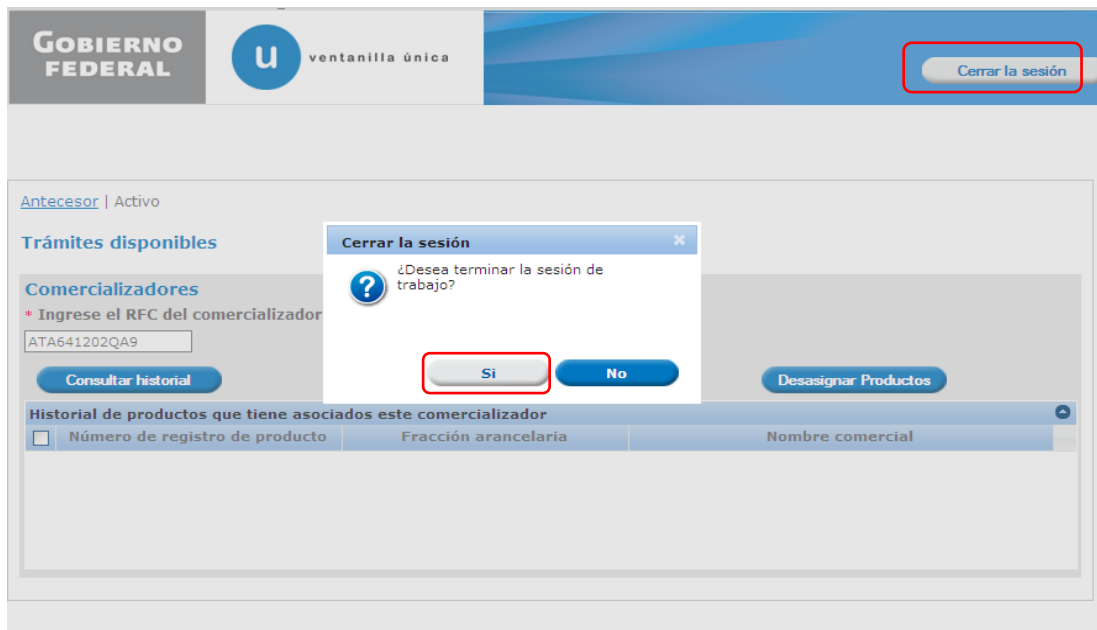 GOBIERNO
FEDERAL
u
ventanilla única
Cerrar la sesión
Antecesor | Activo
Trámites disponibles
Cerrar la sesión
¿Desea terminar la sesión de
trabajo?
Si
No
Comercializadores
* Ingrese el RFC del comercializador
ATA641202QA9
Consultar historial
Desasignar Productos
Historial de productos que tiene asociados este comercializador
Número de registro de producto
Fracción arancelaria
Nombre comercial